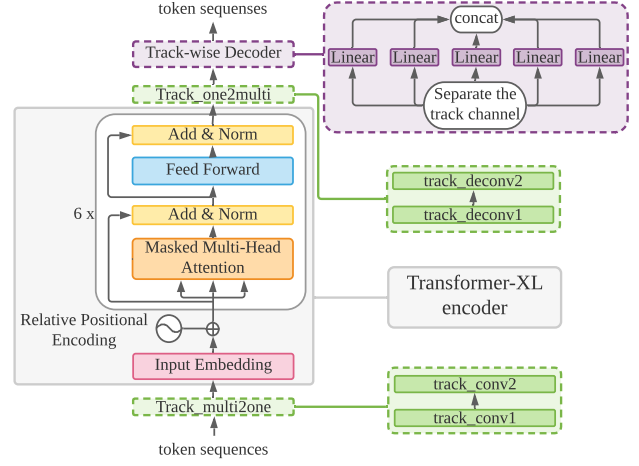 token sequenses
Track-wise Decoder
Track_one2multi
Add & Norm
Feed Forward
6 x
Add & Norm
Masked Multi-Head
Attention
Relative Positional
Encoding
Input Embedding
Track_multi2one
token sequences
concat
Linear Linear Linear Linear Linear
Separate the
track channel
track_deconv2
track_deconv1
Transformer-XL
encoder
track_conv2
track_conv1